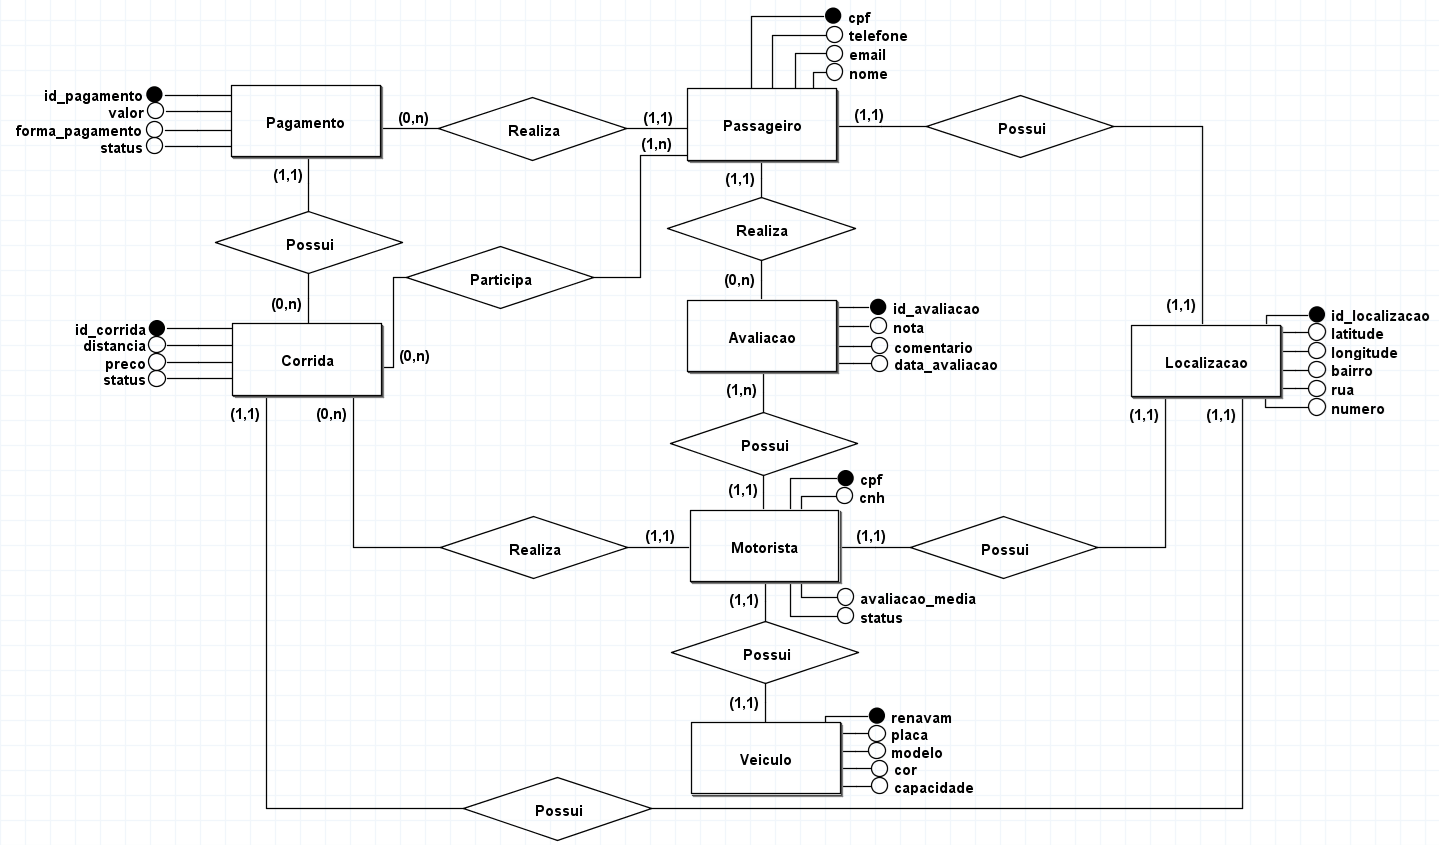 cpf
telefone
email
nome
id_pagamento
valor
forma_pagamento
status
Pagamento
(0,n)
Realiza
(1,1)
(1,n)
Passageiro
(1,1)
Possui
(1,1)
Possui
(0,n)
(1,1)
Realiza
(0,n)
Participa
(1,1)
id_corrida
distancia
preco
status
Corrida
(0,n)
Avaliacao
id_avaliacao
nota
comentario
data_avaliacao
Localizacao
id_localizacao
latitude
longitude
bairro
rua
numero
(1,1)
(0,n)
(1,n)
(1,1)
(1,1)
Possui
(1,1)
cpf
cnh
Realiza
(1,1)
Motorista
(1,1)
Possui
avaliacao_media
status
(1,1)
Possui
(1,1)
Veiculo
renavam
placa
modelo
cor
capacidade
Possui